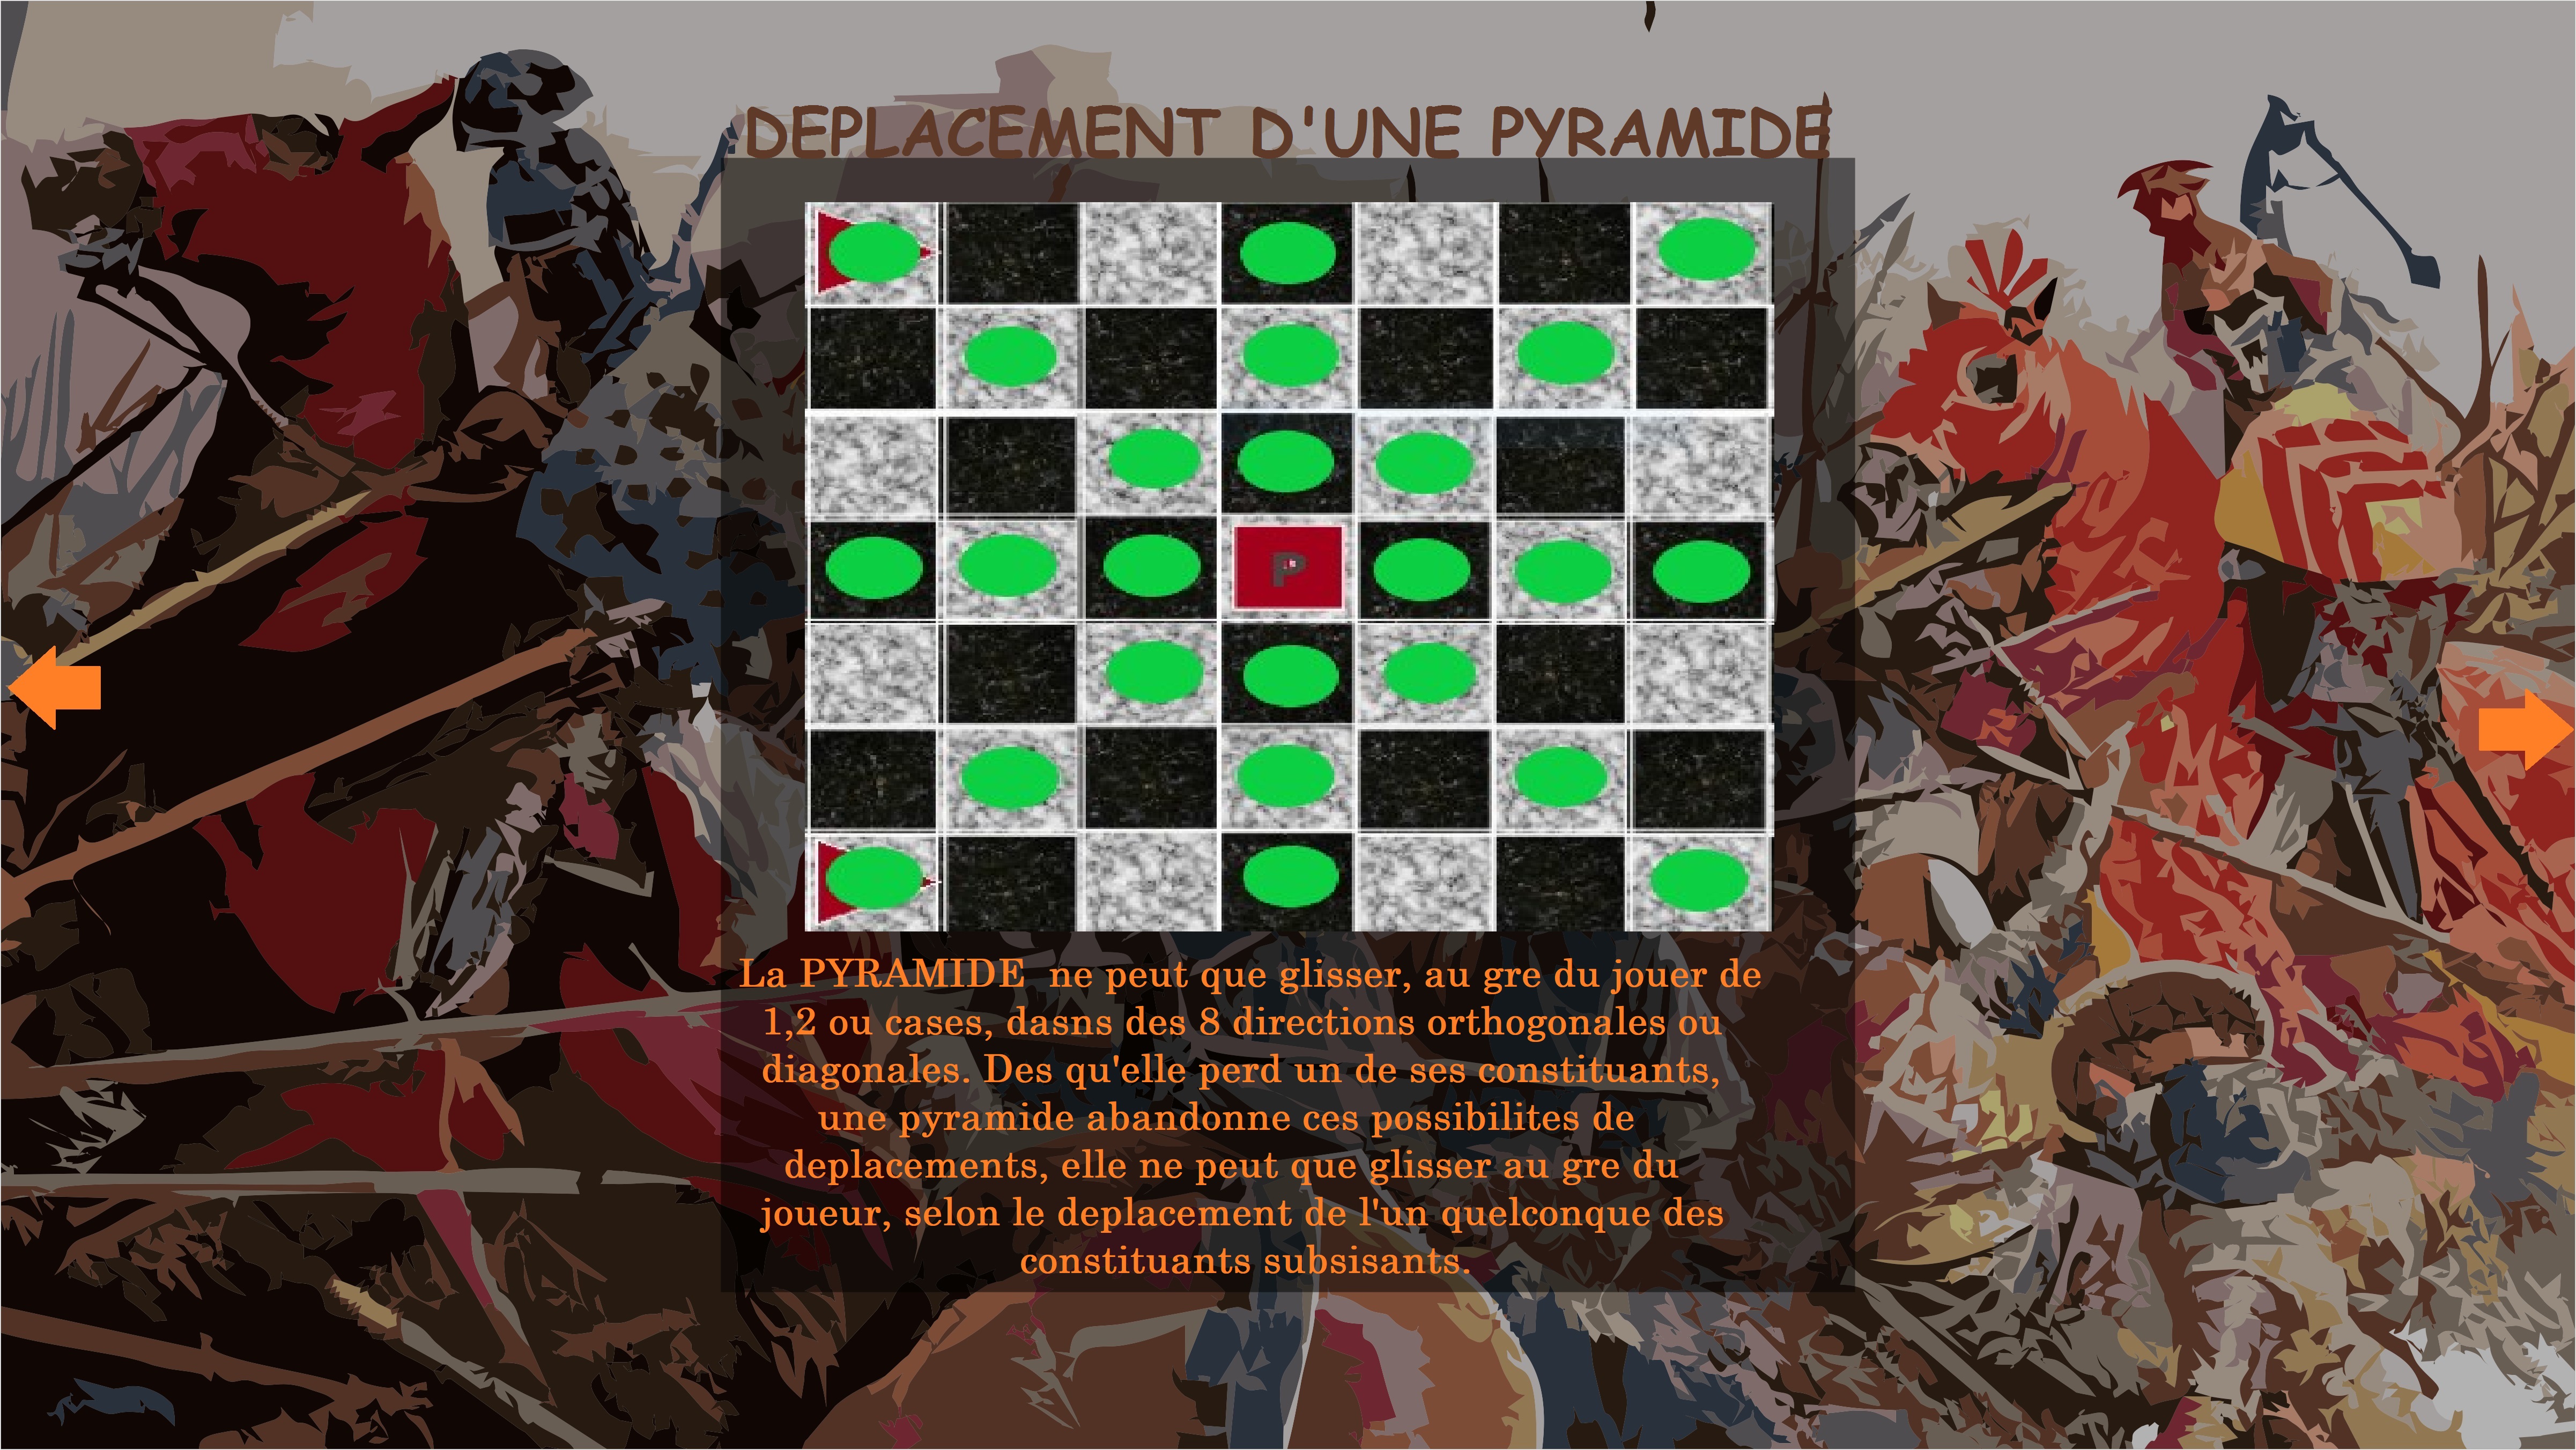 DEPLACEMENT D'UNE PYRAMIDE
P
La PYRAMIDE ne peut que glisser, au gre du jouer de
1,2 ou cases, dasns des 8 directions orthogonales ou
diagonales. Des qu'elle perd un de ses constituants,
une pyramide abandonne ces possibilites de
deplacements, elle ne peut que glisser au gre du
joueur, selon le deplacement de l'un quelconque des
constituants subsisants.